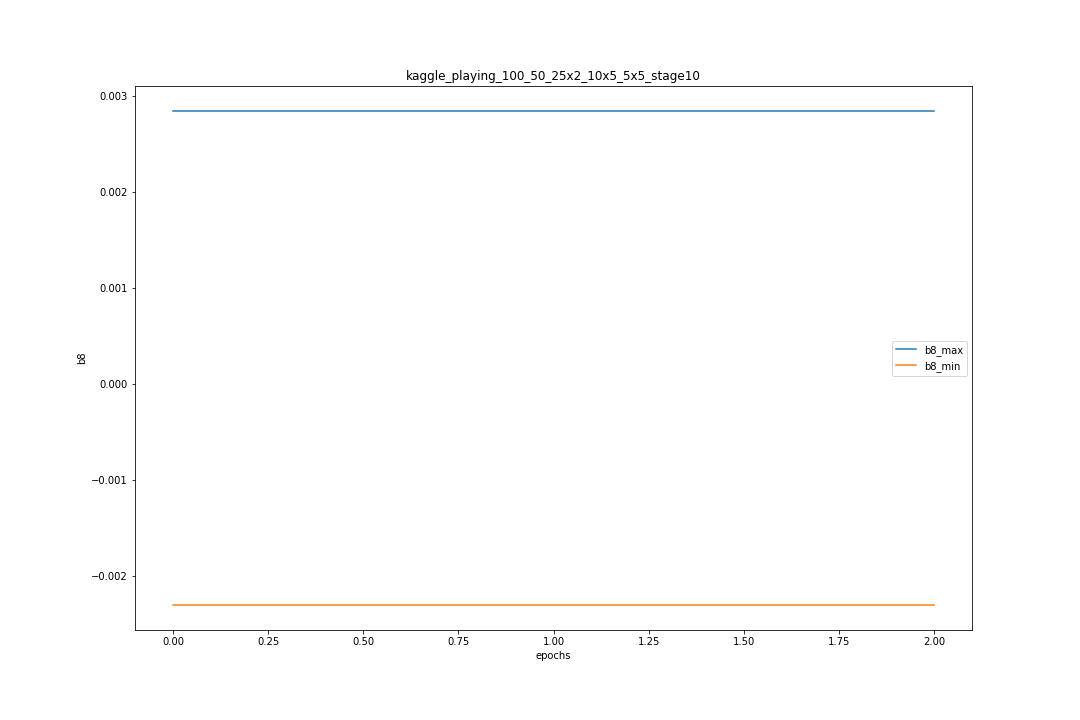 kaggle_playing_100_50_25x2_10x5_5x5_stage10
0.003
0.002
0.001
0.000
−0.001
−0.002
b8
b8_max
b8_min
0.00 0.25 0.50 0.75 1.00 1.25 1.50 1.75 2.00
epochs